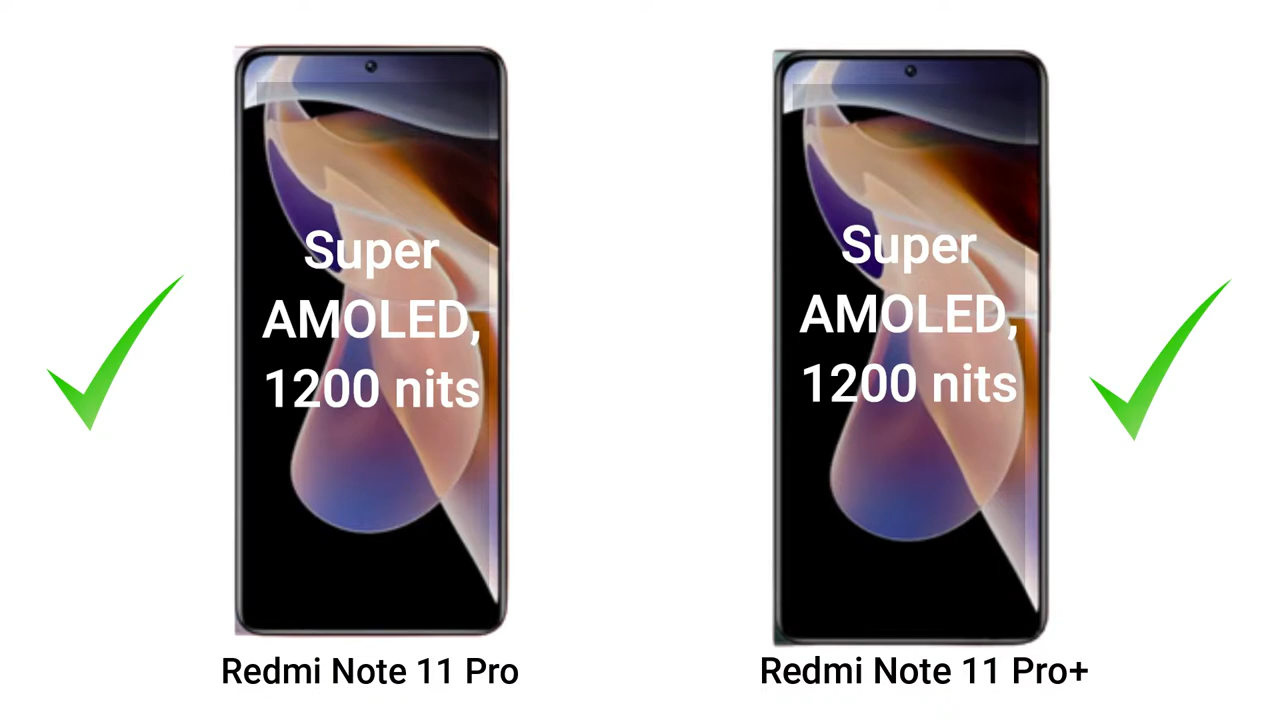 Super
AMOLED,
1200 nits
Redmi Note 11 Pro
Super
AMOLED,
1200 nits
Redmi Note 11 Pro+